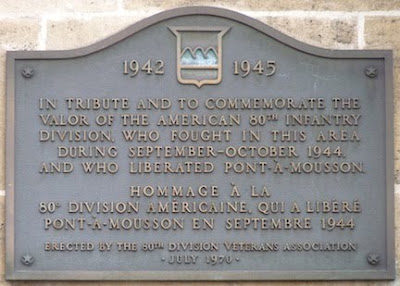 1942 1945
IN TRIBUTE AND TO COMMEMORATE THE
VALOR OF THE AMERICAN 80TH INFANTRY
DIVISION, WHO FOUGHT IN THIS AREA
DURING SEPTEMBER-OCTOBER 1944,
AND WHO LIBERATED PONT-À-MOUSSON.
HOMMAGE À LA
80e DIVISION AMÉRICAINE, QUI A LIBÉRÉ
PONT-À-MOUSSON EN SEPTEMBRE 1944
ERECTED BY THE 80TH DIVISION VETERANS ASSOCIATION
· JULY 1970 ·